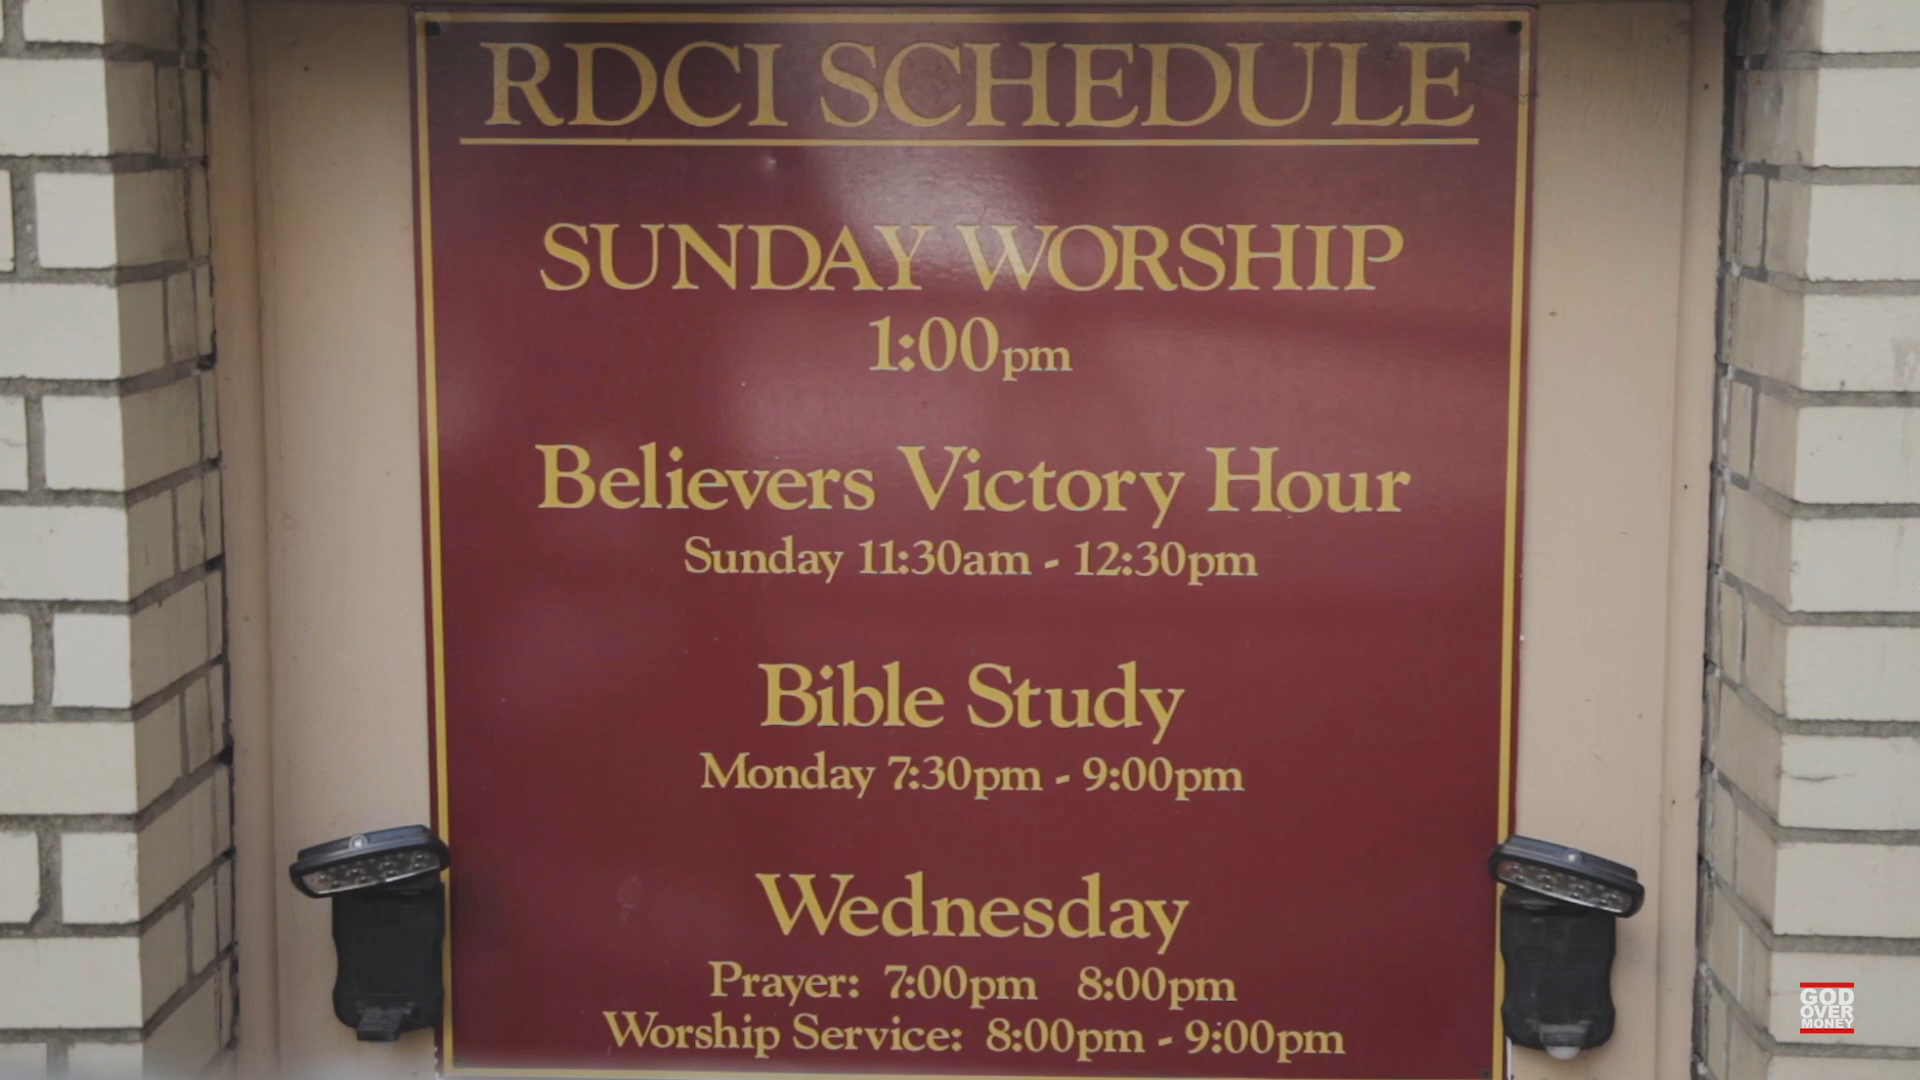 RDCI SCHEDULE
SUNDAY WORSHIP
1:00pm
Believers Victory Hour
Sunday 11:30am - 12:30pm
Bible Study
Monday 7:30pm - 9:00pm
Wednesday
Prayer: 7:00pm 8:00pm
Worship Service: 8:00pm - 9:00pm
GOD
OVER
MONEY